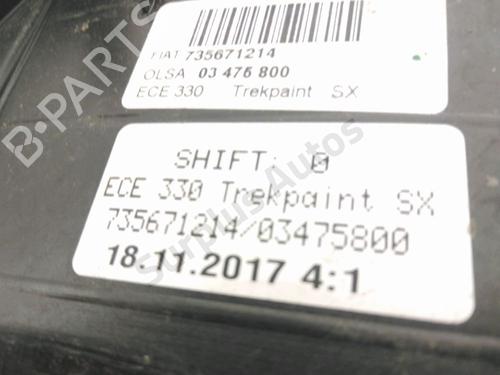 FIAT 735671214
OLSA 03 475 800
ECE 330 Trekpaint SX
SHIFT: 0
ECE 330 Trekpaint SX
735671214/03475800
18.11.2017 4:1
B-PARTS
Surplus Autos